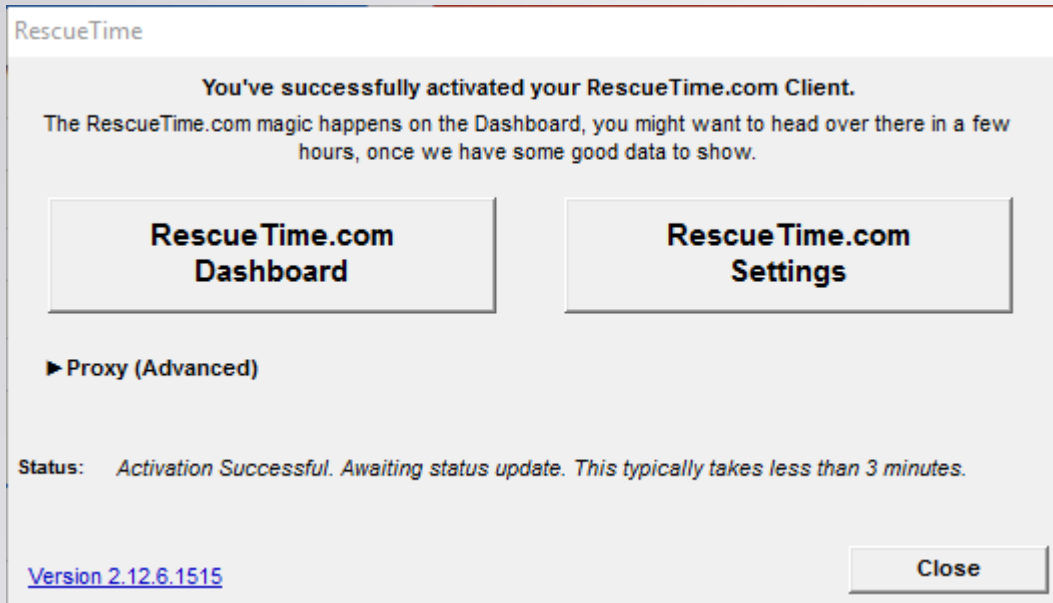 RescueTime
You've successfully activated your RescueTime.com Client.
The RescueTime.com magic happens on the Dashboard, you might want to head over there in a few
hours, once we have some good data to show.
RescueTime.com
Dashboard
RescueTime.com
Settings
►Proxy (Advanced)
Status: Activation Successful. Awaiting status update. This typically takes less than 3 minutes.
Version 2.12.6.1515
Close